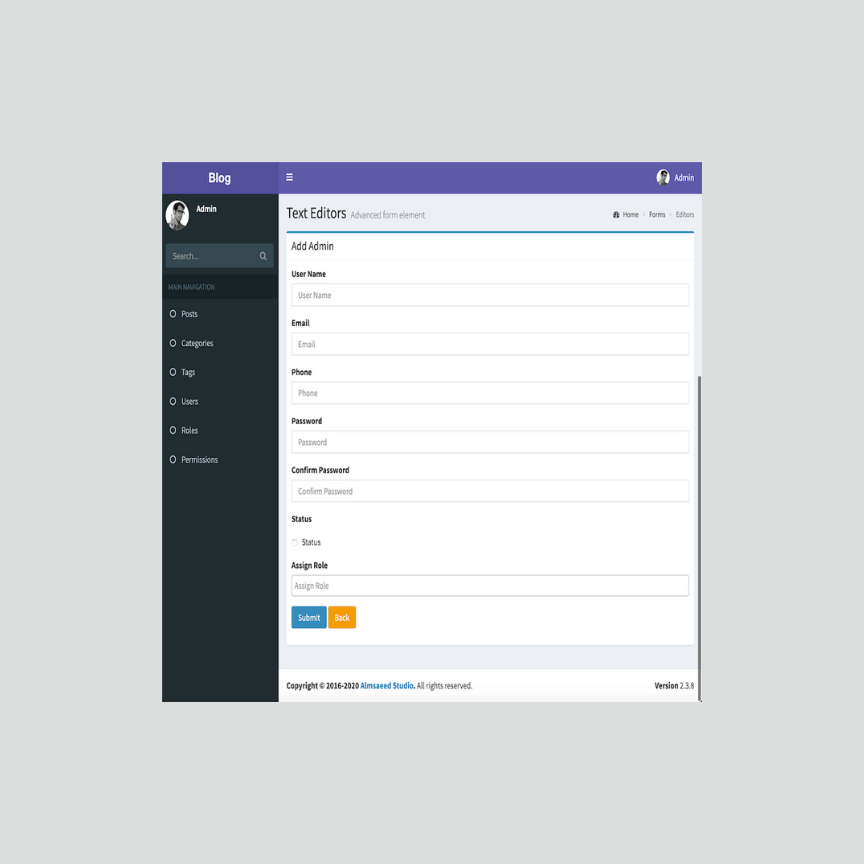 Blog
Admin
Admin
Search...
MAIN NAVIGATION
Posts
Categories
Tags
Users
Roles
Permissions
Text Editors Advanced form element
Home > Forms > Editors
Add Admin
User Name
User Name
Email
Email
Phone
Phone
Password
Password
Confirm Password
Confirm Password
Status
Status
Assign Role
Assign Role
Submit Back
Copyright © 2016-2020 Almsaeed Studio. All rights reserved.
Version 2.3.8